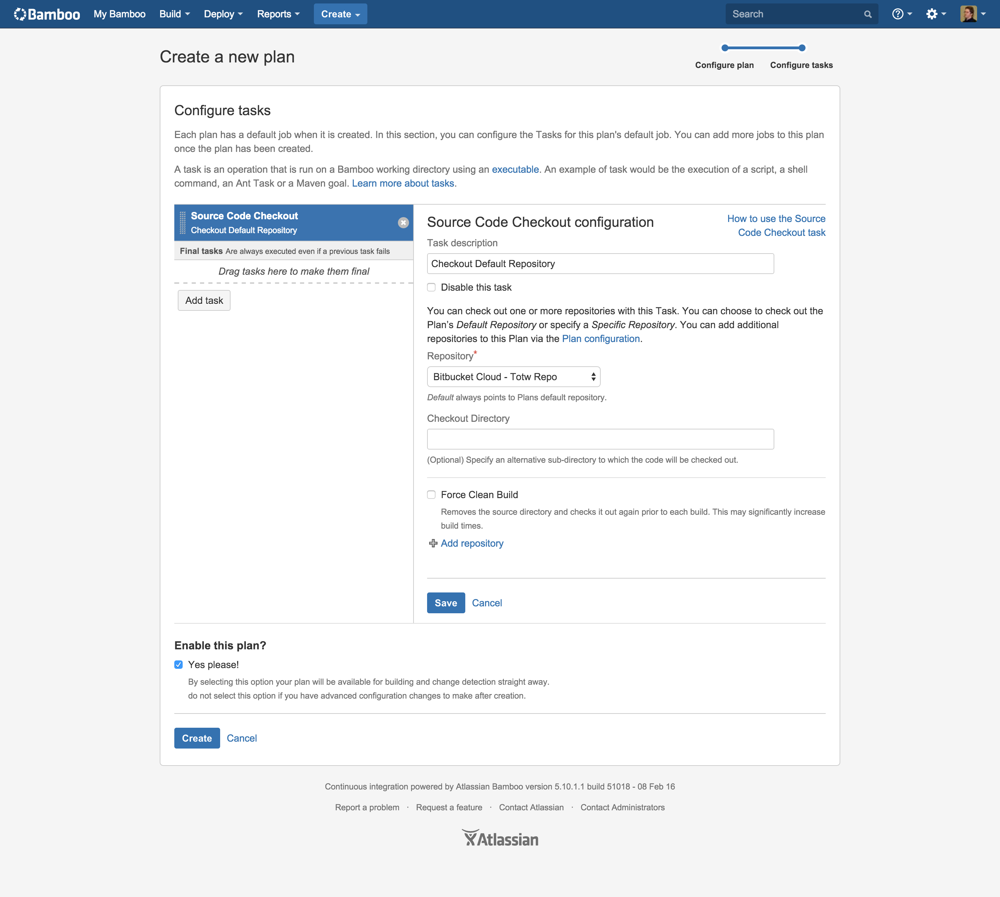 Bamboo My Bamboo Build Deploy Reports Create Search
Create a new plan
Configure plan Configure tasks
Configure tasks
Each plan has a default job when it is created. In this section, you can configure the Tasks for this plan's default job. You can add more jobs to this plan
once the plan has been created.
A task is an operation that is run on a Bamboo working directory using an executable. An example of task would be the execution of a script, a shell
command, an Ant Task or a Maven goal. Learn more about tasks.
Source Code Checkout
Checkout Default Repository
Final tasks Are always executed even if a previous task fails
Drag tasks here to make them final
Add task
Source Code Checkout configuration
How to use the Source
Code Checkout task
Task description
Checkout Default Repository
Disable this task
You can check out one or more repositories with this Task. You can choose to check out the
Plan’s Default Repository or specify a Specific Repository. You can add additional
repositories to this Plan via the Plan configuration.
Repository*
Bitbucket Cloud - Totw Repo
Default always points to Plans default repository.
Checkout Directory
(Optional) Specify an alternative sub-directory to which the code will be checked out.
Force Clean Build
Removes the source directory and checks it out again prior to each build. This may significantly increase
build times.
Add repository
Save Cancel
Enable this plan?
Yes please!
By selecting this option your plan will be available for building and change detection straight away.
do not select this option if you have advanced configuration changes to make after creation.
Create Cancel
Continuous integration powered by Atlassian Bamboo version 5.10.1.1 build 51018 - 08 Feb 16
Report a problem · Request a feature · Contact Atlassian · Contact Administrators
Atlassian